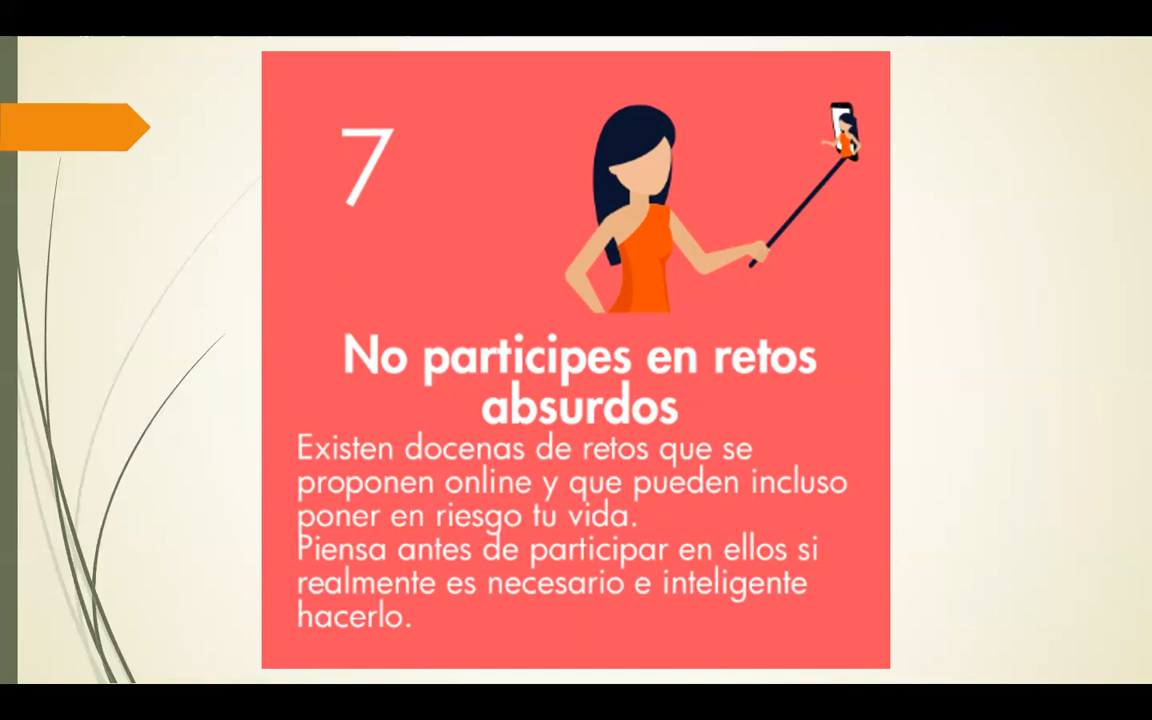 7
No participes en retos
absurdos
Existen docenas de retos que se
proponen online y que pueden incluso
poner en riesgo tu vida.
Piensa antes de participar en ellos si
realmente es necesario e inteligente
hacerlo.